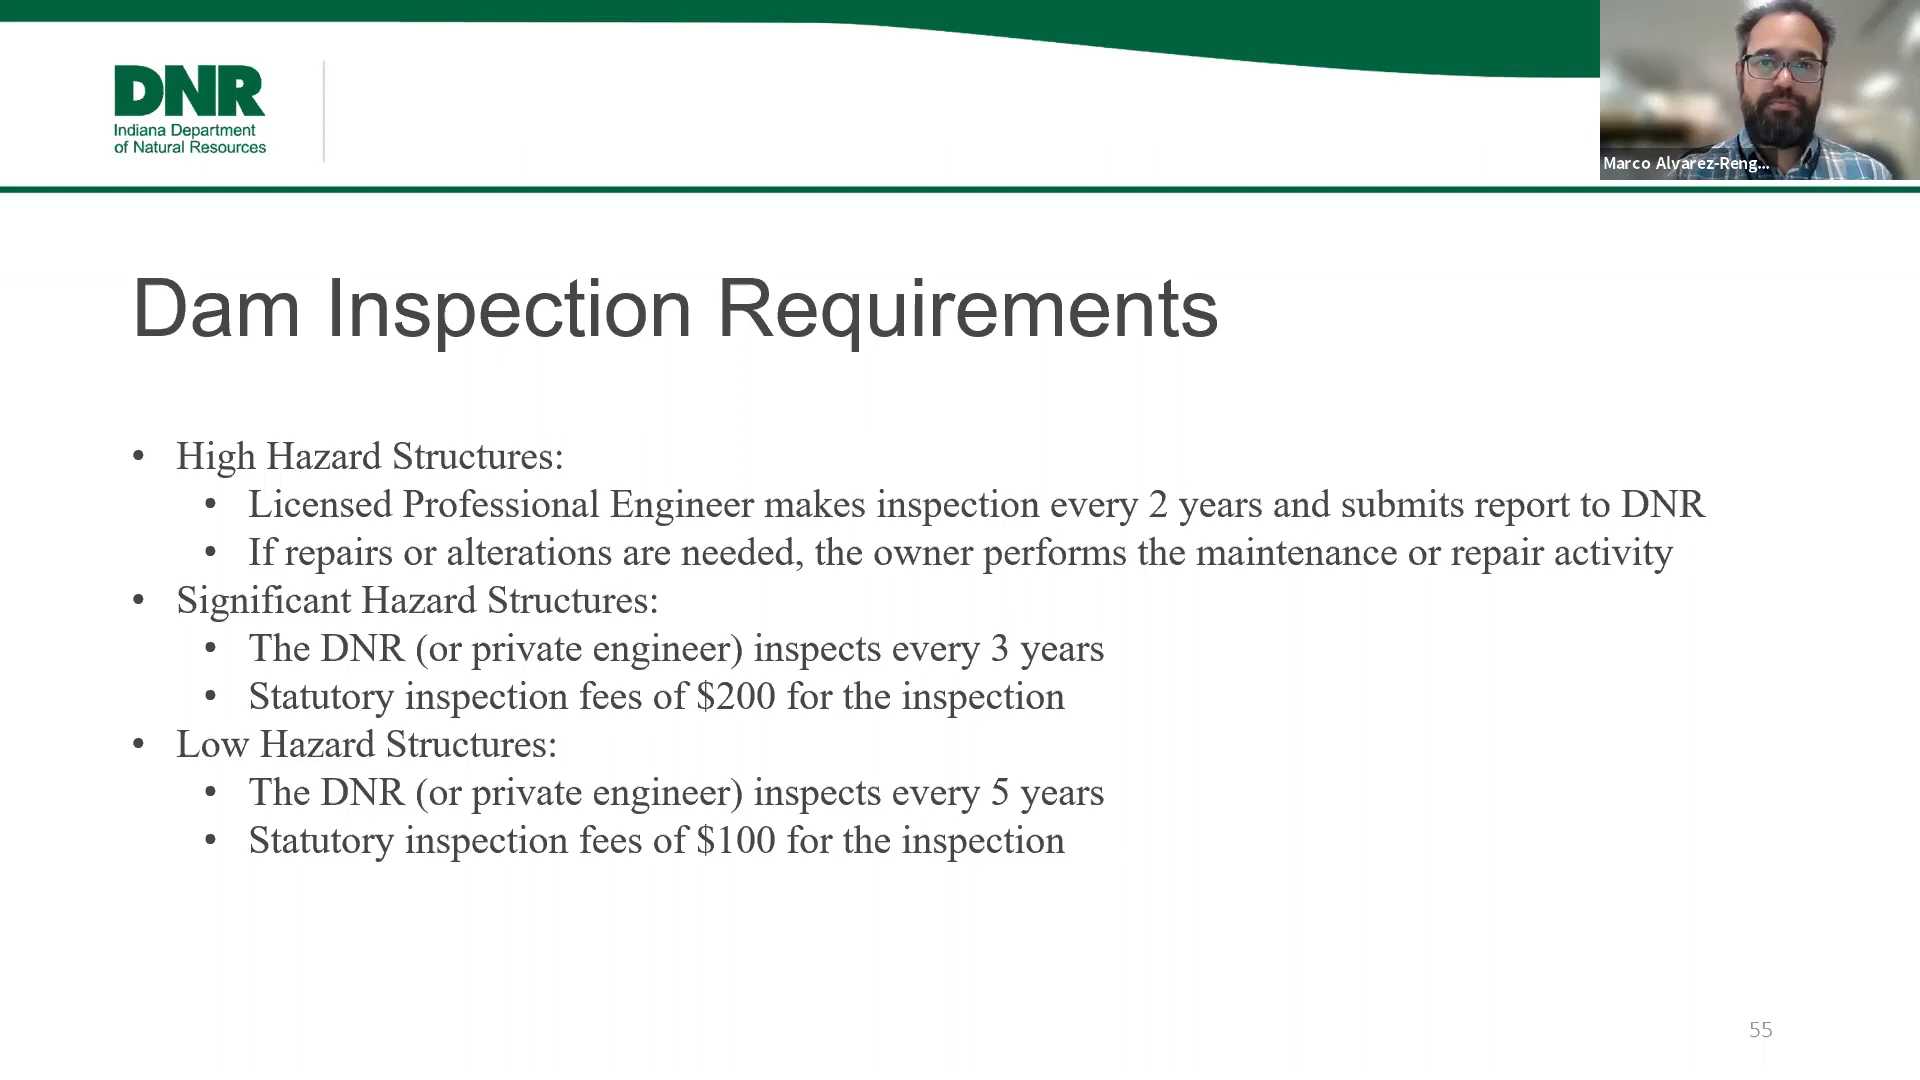 DNR
Indiana Department
of Natural Resources
Marco Alvarez-Reng...
Dam Inspection Requirements
• High Hazard Structures:
• Licensed Professional Engineer makes inspection every 2 years and submits report to DNR
• If repairs or alterations are needed, the owner performs the maintenance or repair activity
• Significant Hazard Structures:
• The DNR (or private engineer) inspects every 3 years
• Statutory inspection fees of $200 for the inspection
• Low Hazard Structures:
• The DNR (or private engineer) inspects every 5 years
• Statutory inspection fees of $100 for the inspection
55